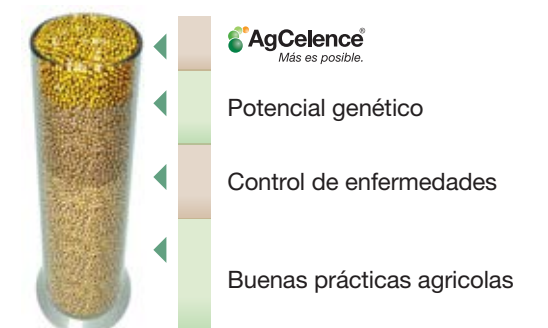 AgCelence®
Más es posible.
Potencial genético
Control de enfermedades
Buenas prácticas agricolas